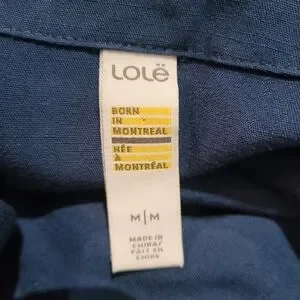 LOLË
BORN
IN
MONTREAL
NÉE
À
MONTRÉAL
M|M
MADE IN
CHINA/
FAIT EN
CHINE